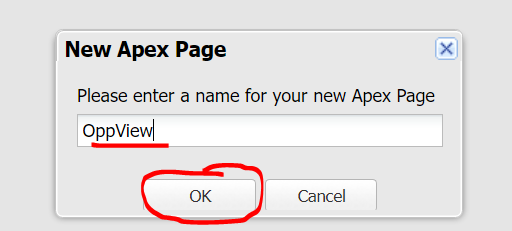 New Apex Page
Please enter a name for your new Apex Page
OppView
OK Cancel